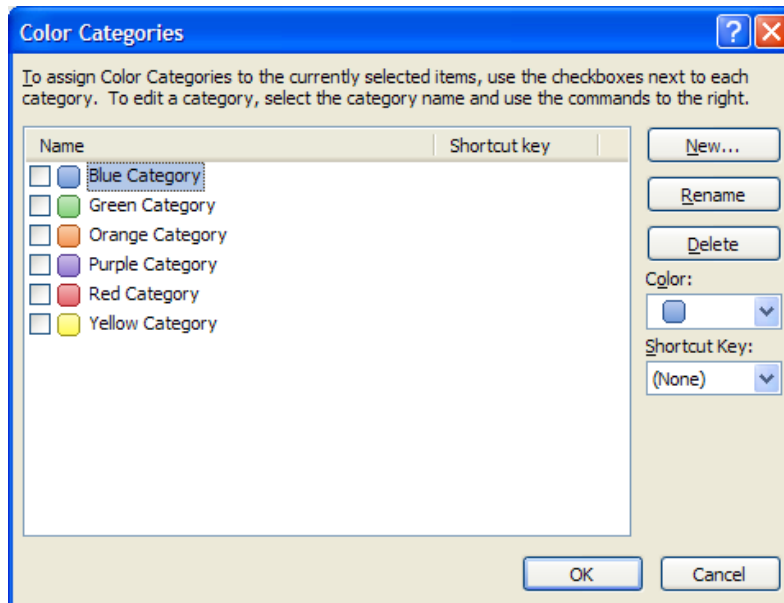 Color Categories
To assign Color Categories to the currently selected items, use the checkboxes next to each
category. To edit a category, select the category name and use the commands to the right.
Name Shortcut key
Blue Category
Green Category
Orange Category
Purple Category
Red Category
Yellow Category
New...
Rename
Delete
Color:
Shortcut Key:
(None)
OK Cancel